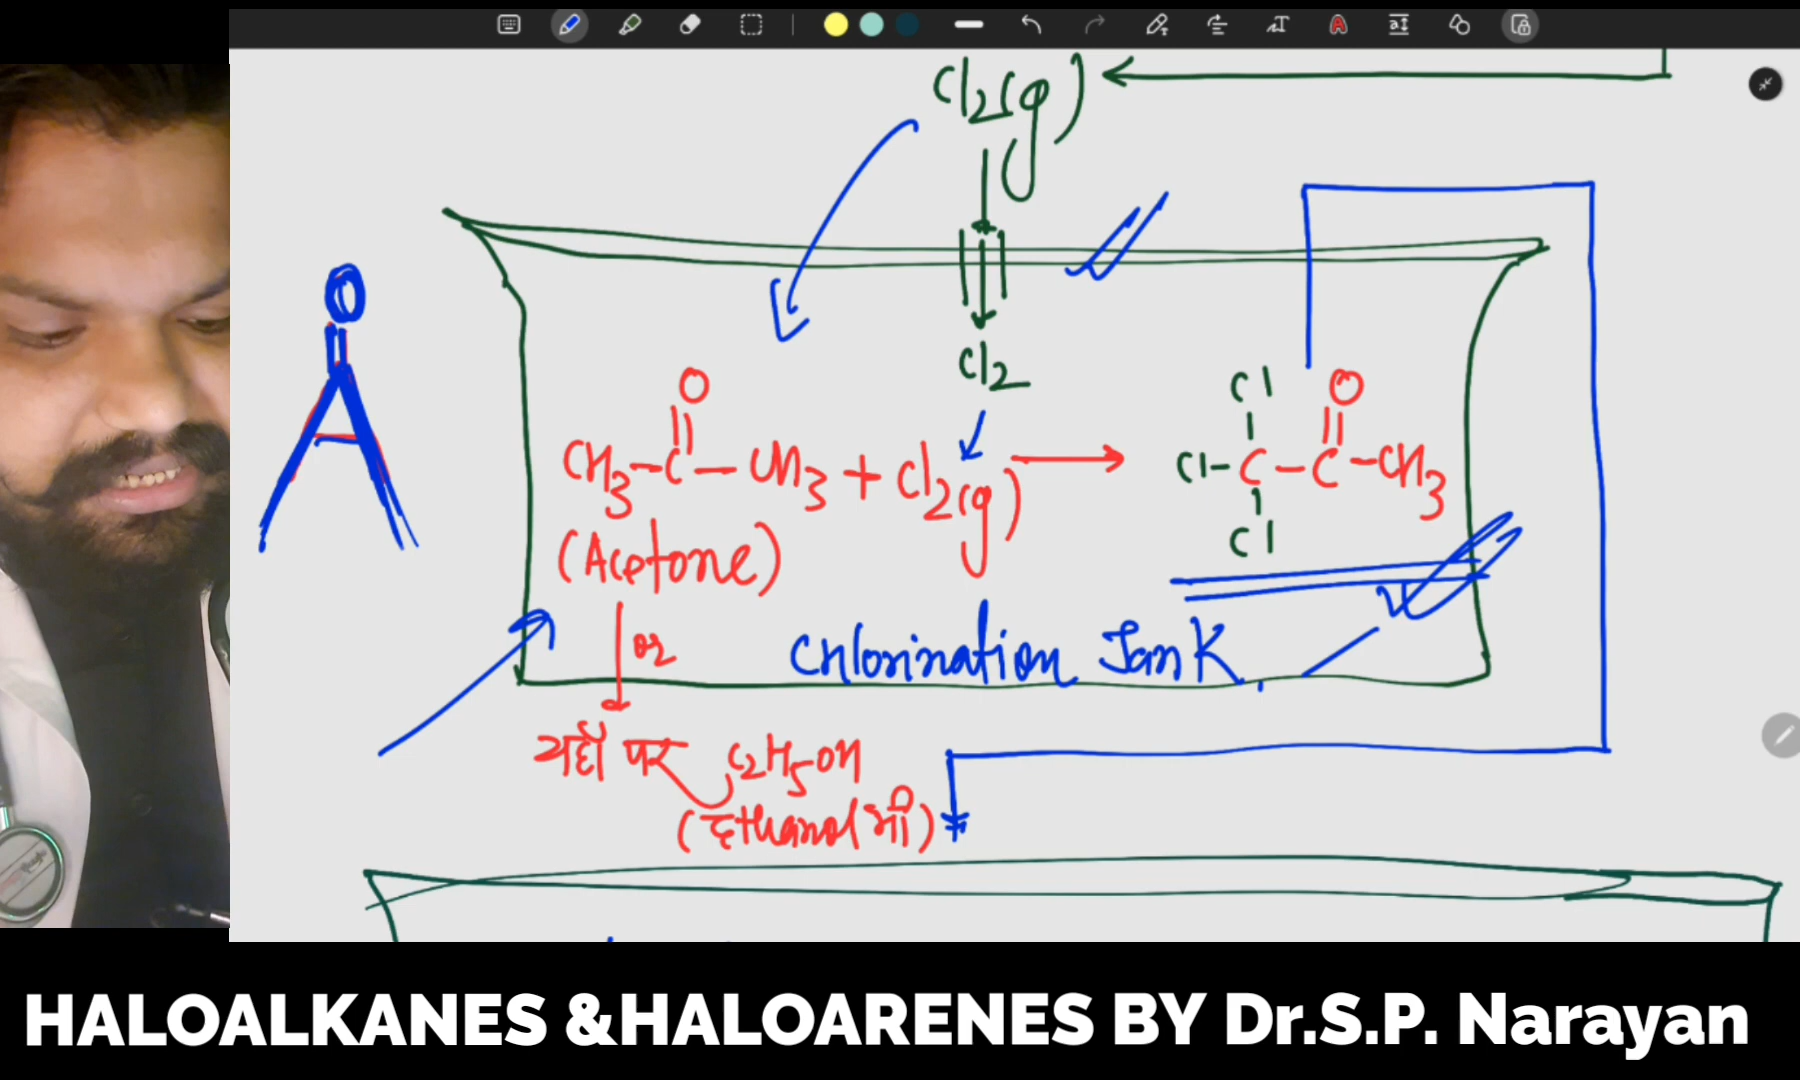 Cl2(g)
Cl2
O
CH3-C-CH3 + Cl2(g) →
(Acetone)
Cl O
Cl-C-C-CH3
Cl
or
Chlorination Tank
यहाँ पर C2H5OH
(Ethanol भी)
HALOALKANES &HALOARENES BY Dr.S.P. Narayan